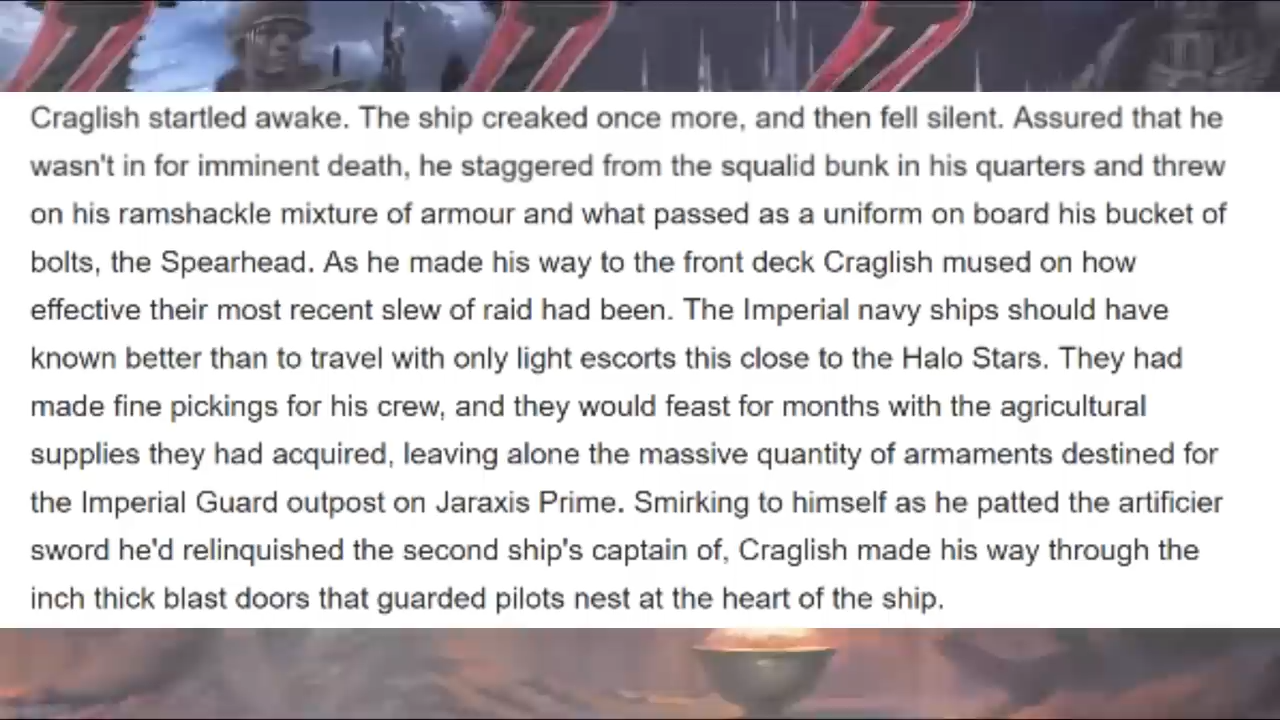 Craglish startled awake. The ship creaked once more, and then fell silent. Assured that he
wasn't in for imminent death, he staggered from the squalid bunk in his quarters and threw
on his ramshackle mixture of armour and what passed as a uniform on board his bucket of
bolts, the Spearhead. As he made his way to the front deck Craglish mused on how
effective their most recent slew of raid had been. The Imperial navy ships should have
known better than to travel with only light escorts this close to the Halo Stars. They had
made fine pickings for his crew, and they would feast for months with the agricultural
supplies they had acquired, leaving alone the massive quantity of armaments destined for
the Imperial Guard outpost on Jaraxis Prime. Smirking to himself as he patted the artificier
sword he'd relinquished the second ship's captain of, Craglish made his way through the
inch thick blast doors that guarded pilots nest at the heart of the ship.